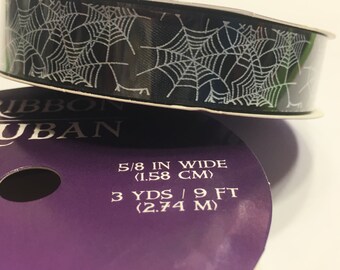 RIBBON
RUBAN
5/8 IN WIDE
(1.58 CM)
3 YDS / 9 FT
(2.74 M)